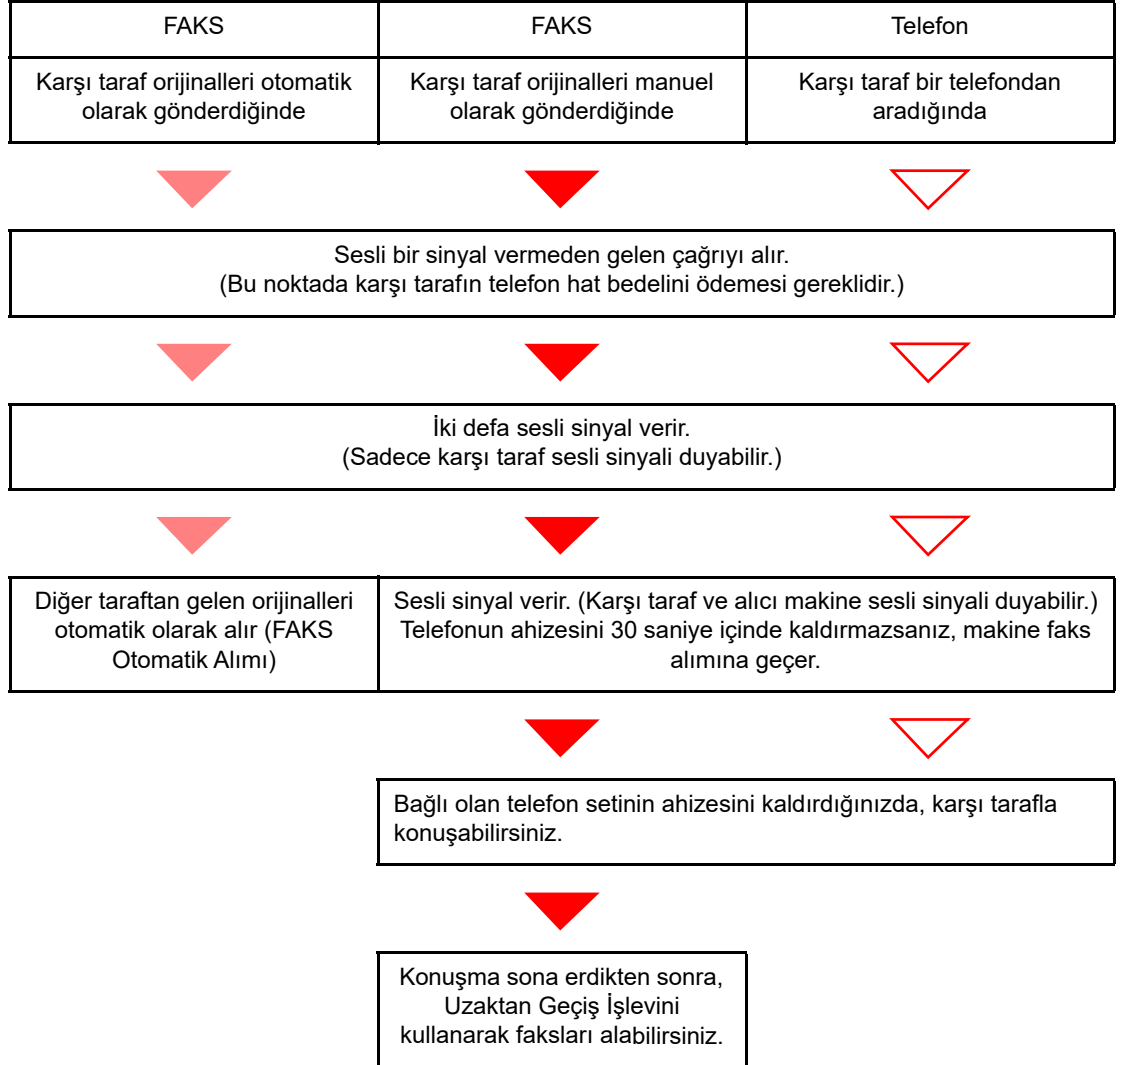 FAKS
FAKS
Telefon
Karşı taraf orijinalleri otomatik
olarak gönderdiğinde
Karşı taraf orijinalleri manuel
olarak gönderdiğinde
Karşı taraf bir telefondan
aradığında
Sesli bir sinyal vermeden gelen çağrıyı alır.
(Bu noktada karşı tarafın telefon hat bedelini ödemesi gereklidir.)
İki defa sesli sinyal verir.
(Sadece karşı taraf sesli sinyali duyabilir.)
Diğer taraftan gelen orijinalleri
otomatik olarak alır (FAKS
Otomatik Alımı)
Sesli sinyal verir. (Karşı taraf ve alıcı makine sesli sinyali duyabilir.)
Telefonun ahizesini 30 saniye içinde kaldırmazsanız, makine faks
alımına geçer.
Bağlı olan telefon setinin ahizesini kaldırdığınızda, karşı tarafla
konuşabilirsiniz.
Konuşma sona erdikten sonra,
Uzaktan Geçiş İşlevini
kullanarak faksları alabilirsiniz.